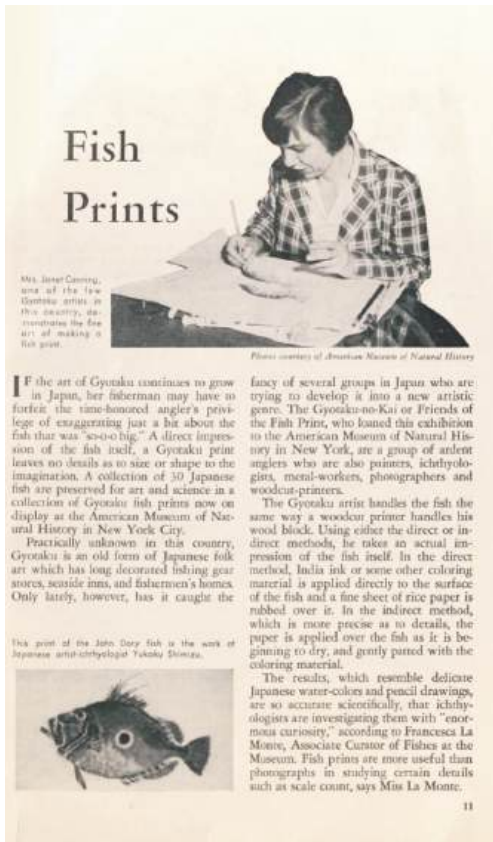 Fish
Prints
Mrs. Janet Canning,
one of the few
Gyotaku artists in
this country, de-
monstrates the fine
art of making a
fish print.
Photos courtesy of American Museum of Natural History
IF the art of Gyotaku continues to grow
in Japan, her fisherman may have to
forfeit the time-honored angler's privi-
lege of exaggerating just a bit about the
fish that was "so-o-o big." A direct impres-
sion of the fish itself, a Gyotaku print
leaves no details as to size or shape to the
imagination. A collection of 30 Japanese
fish are preserved for art and science in a
collection of Gyotaku fish prints now on
display at the American Museum of Nat-
ural History in New York City.
Practically unknown in this country,
Gyotaku is an old form of Japanese folk
art which has long decorated fishing gear
stores, seaside inns, and fishermen's homes.
Only lately, however, has it caught the
This print of the John Dory fish is the work of
Japanese artist-ichthyologist Yukaku Shimizu.
fancy of several groups in Japan who are
trying to develop it into a new artistic
genre. The Gyotaku-no-Kai or Friends of
the Fish Print, who loaned this exhibition
to the American Museum of Natural His-
tory in New York, are a group of ardent
anglers who are also painters, ichthyolo-
gists, metal-workers, photographers and
woodcut-printers.
The Gyotaku artist handles the fish the
same way a woodcut printer handles his
wood block. Using either the direct or in-
direct methods, he takes an actual im-
pression of the fish itself. In the direct
method, India ink or some other coloring
material is applied directly to the surface
of the fish and a fine sheet of rice paper is
rubbed over it. In the indirect method,
which is more precise as to details, the
paper is applied over the fish as it is be-
ginning to dry, and gently patted with the
coloring material.
The results, which resemble delicate
Japanese water-colors and pencil drawings,
are so accurate scientifically, that ichthy-
ologists are investigating them with "enor-
mous curiosity," according to Francesca La
Monte, Associate Curator of Fishes at the
Museum. Fish prints are more useful than
photographs in studying certain details
such as scale count, says Miss La Monte.
11